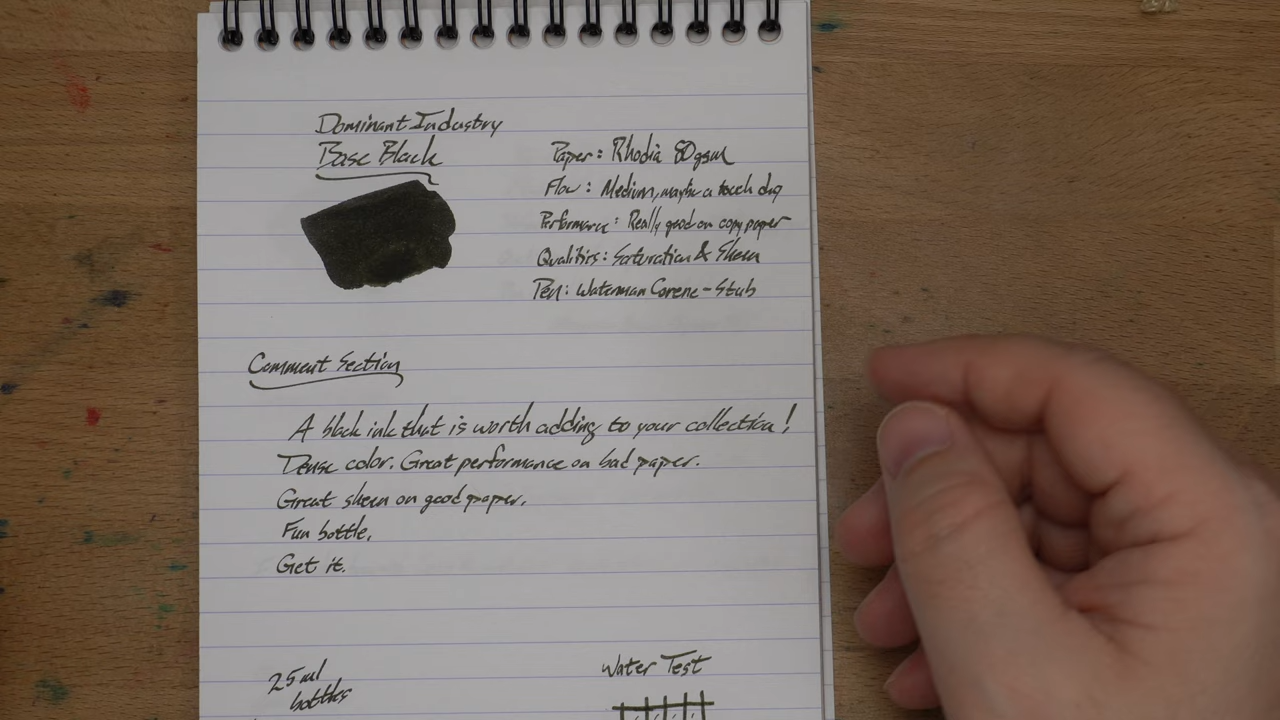 Dominant Industry
Base Black
Paper: Rhodia 80gsm
Flow: Medium, maybe a touch dry
Performance: Really good on copy paper
Qualities: Saturation & Sheen
Pen: Waterman Carene - Stub
Comment Section
A black ink that is worth adding to your collection!
Dense color. Great performance on bad paper.
Great sheen on good paper.
Fun bottle.
Get it.
25ml
bottles
Water Test